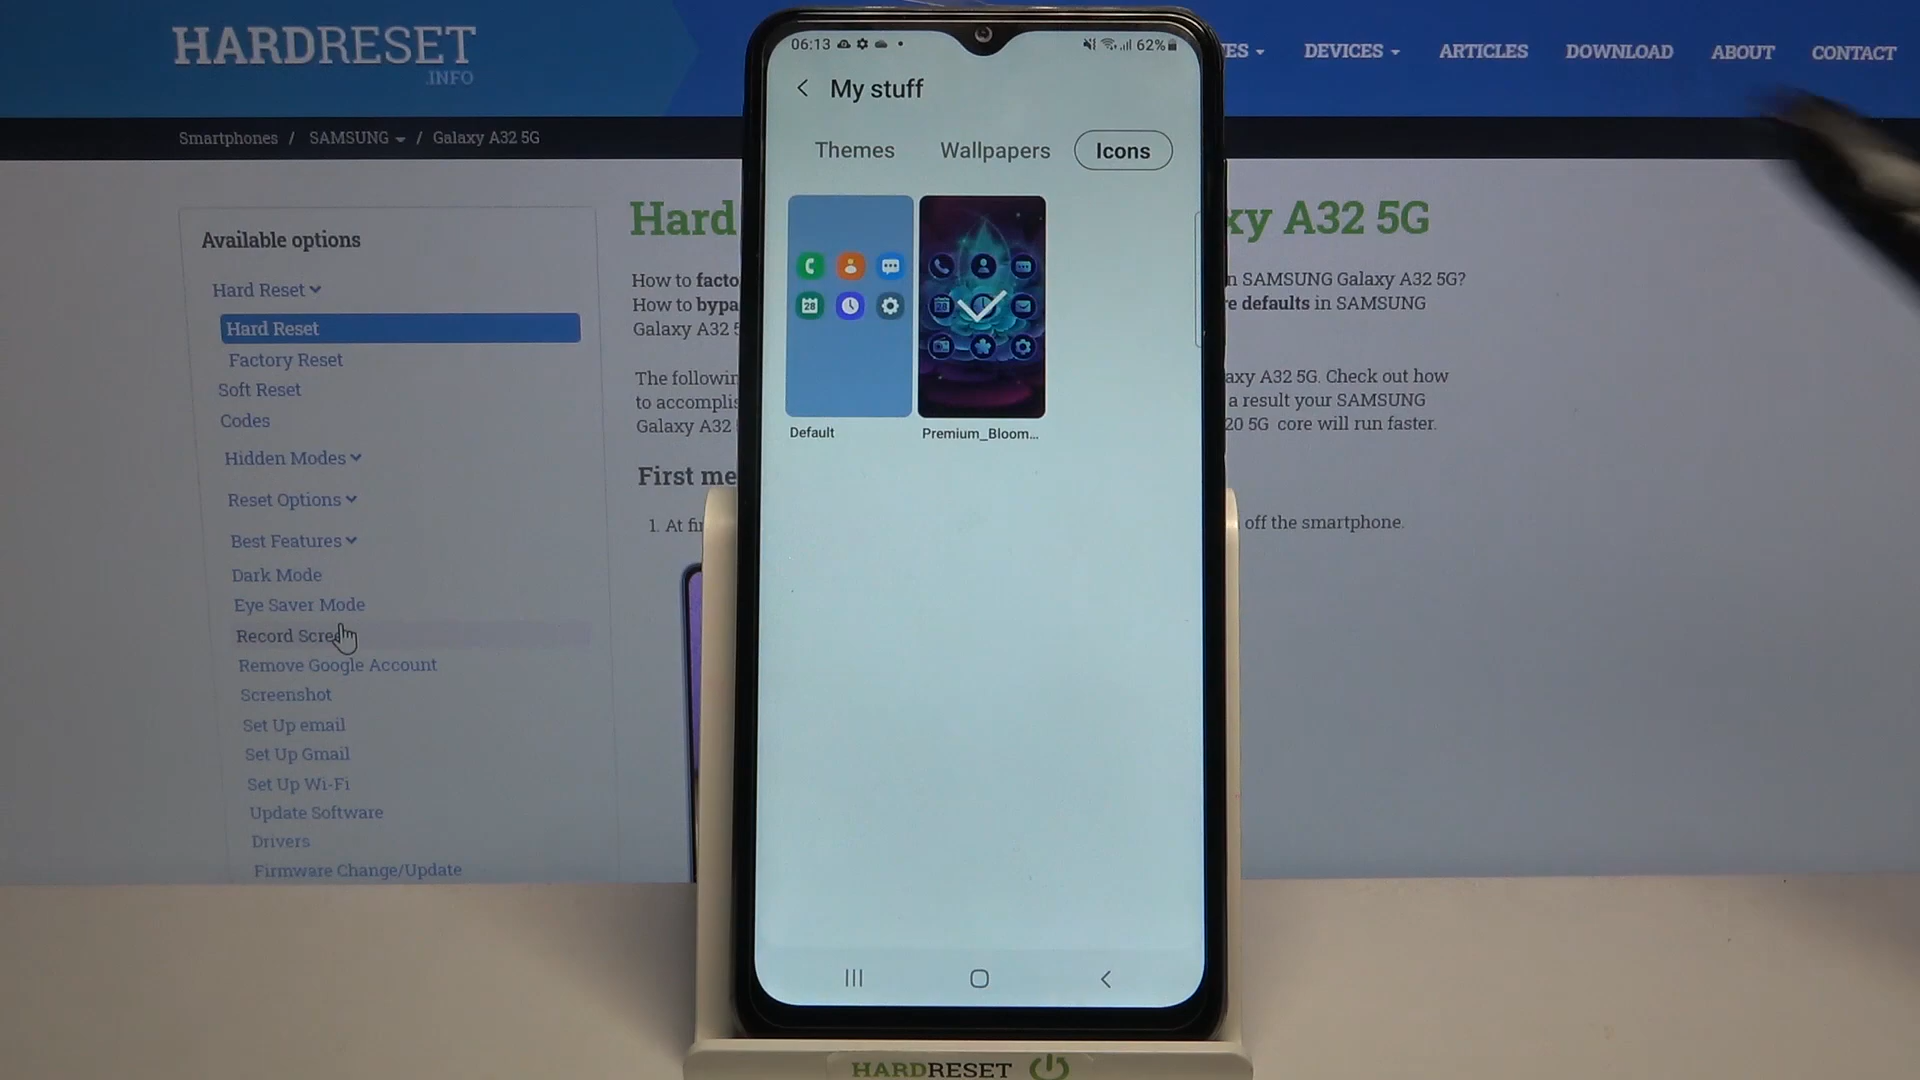 HARDRESET
.INFO
ES DEVICES ARTICLES DOWNLOAD ABOUT CONTACT
Smartphones / SAMSUNG / Galaxy A32 5G
Available options
Hard Reset
Hard Reset
Factory Reset
Soft Reset
Codes
Hidden Modes
Reset Options
Best Features
Dark Mode
Eye Saver Mode
Record Scree
Remove Google Account
Screenshot
Set Up email
Set Up Gmail
Set Up Wi-Fi
Update Software
Drivers
Firmware Change/Update
Hard xy A32 5G
How to facto n SAMSUNG Galaxy A32 5G?
How to bypa e defaults in SAMSUNG
Galaxy A32 5
The followin axy A32 5G. Check out how
to accomplis a result your SAMSUNG
Galaxy A32 20 5G core will run faster.
First me
1. At fi off the smartphone.
06:13 62%
My stuff
Themes Wallpapers Icons
28
28
Default
Premium_Bloom...
HARDRESET